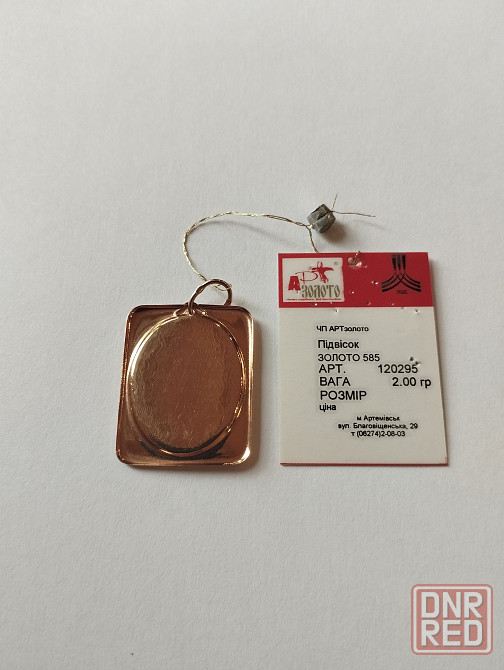 АРТ
ЗОЛОТО
ЧП АРТзолото
Підвісок
ЗОЛОТО 585
АРТ. 120295
ВАГА 2.00 гр
РОЗМІР
ціна
м Артемівськ
вул. Благовіщенська, 29
т (06274)2-08-03
DNR
RED